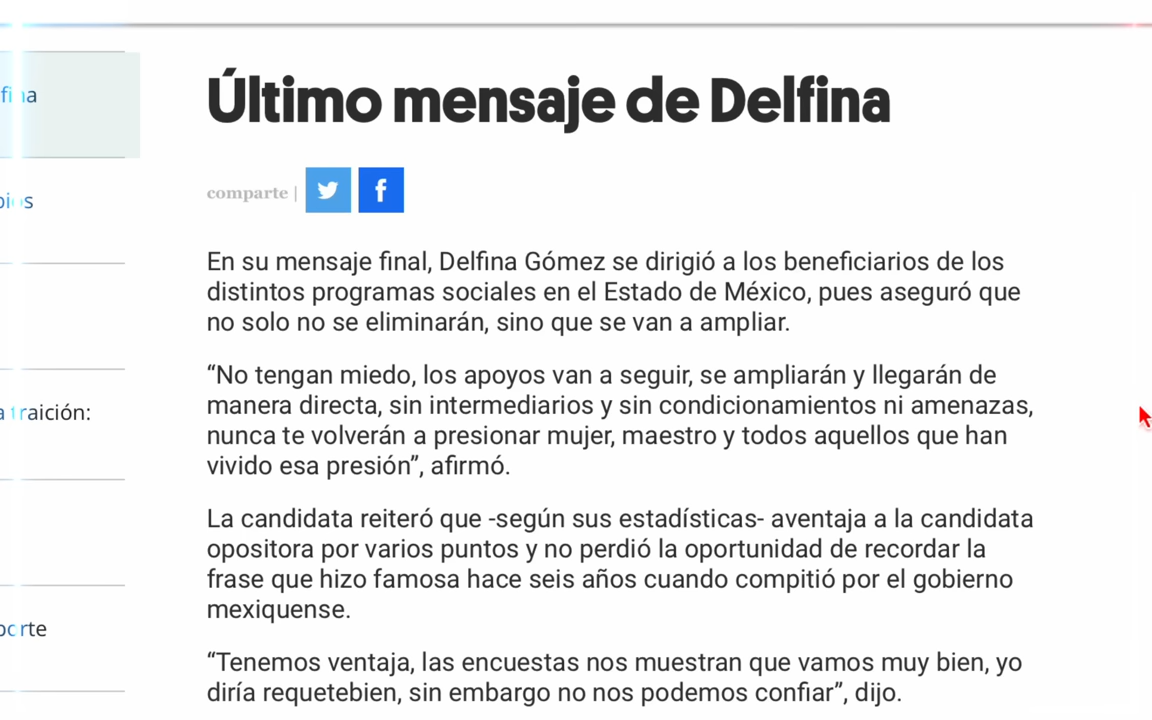 Último mensaje de Delfina
comparte |
En su mensaje final, Delfina Gómez se dirigió a los beneficiarios de los
distintos programas sociales en el Estado de México, pues aseguró que
no solo no se eliminarán, sino que se van a ampliar.
“No tengan miedo, los apoyos van a seguir, se ampliarán y llegarán de
manera directa, sin intermediarios y sin condicionamientos ni amenazas,
nunca te volverán a presionar mujer, maestro y todos aquellos que han
vivido esa presión”, afirmó.
La candidata reiteró que -según sus estadísticas- aventaja a la candidata
opositora por varios puntos y no perdió la oportunidad de recordar la
frase que hizo famosa hace seis años cuando compitió por el gobierno
mexiquense.
“Tenemos ventaja, las encuestas nos muestran que vamos muy bien, yo
diría requetebien, sin embargo no nos podemos confiar”, dijo.
traición: